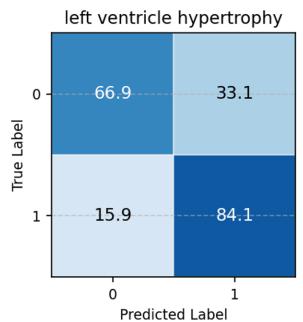 left ventricle hypertrophy
0 66.9 33.1
1 15.9 84.1
0 1
True Label
Predicted Label